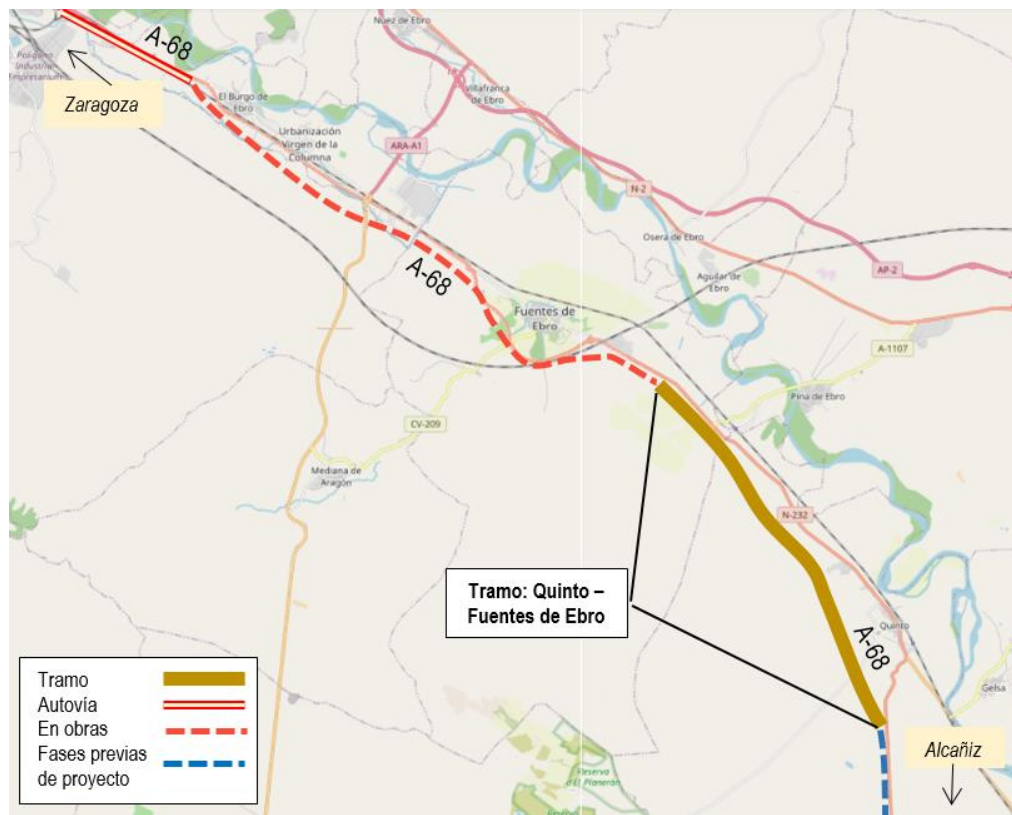 Nuez de Ebro
A-68
Polígono
Industrial
Empresarium
Zaragoza
El Burgo de
Ebro
Villafranca
de Ebro
Urbanización
Virgen de la
Columna
ARA-A1
N-2
Osera de Ebro
AP-2
A-68
Aguilar de
Ebro
Fuentes de
Ebro
A-1107
Pina de Ebro
CV-209
Mediana de
Aragón
N-232
Tramo: Quinto –
Fuentes de Ebro
Quinto
A-68
Gelsa
Tramo
Autovía
En obras
Fases previas
de proyecto
Alcañiz
Reserva
d'El Planerón